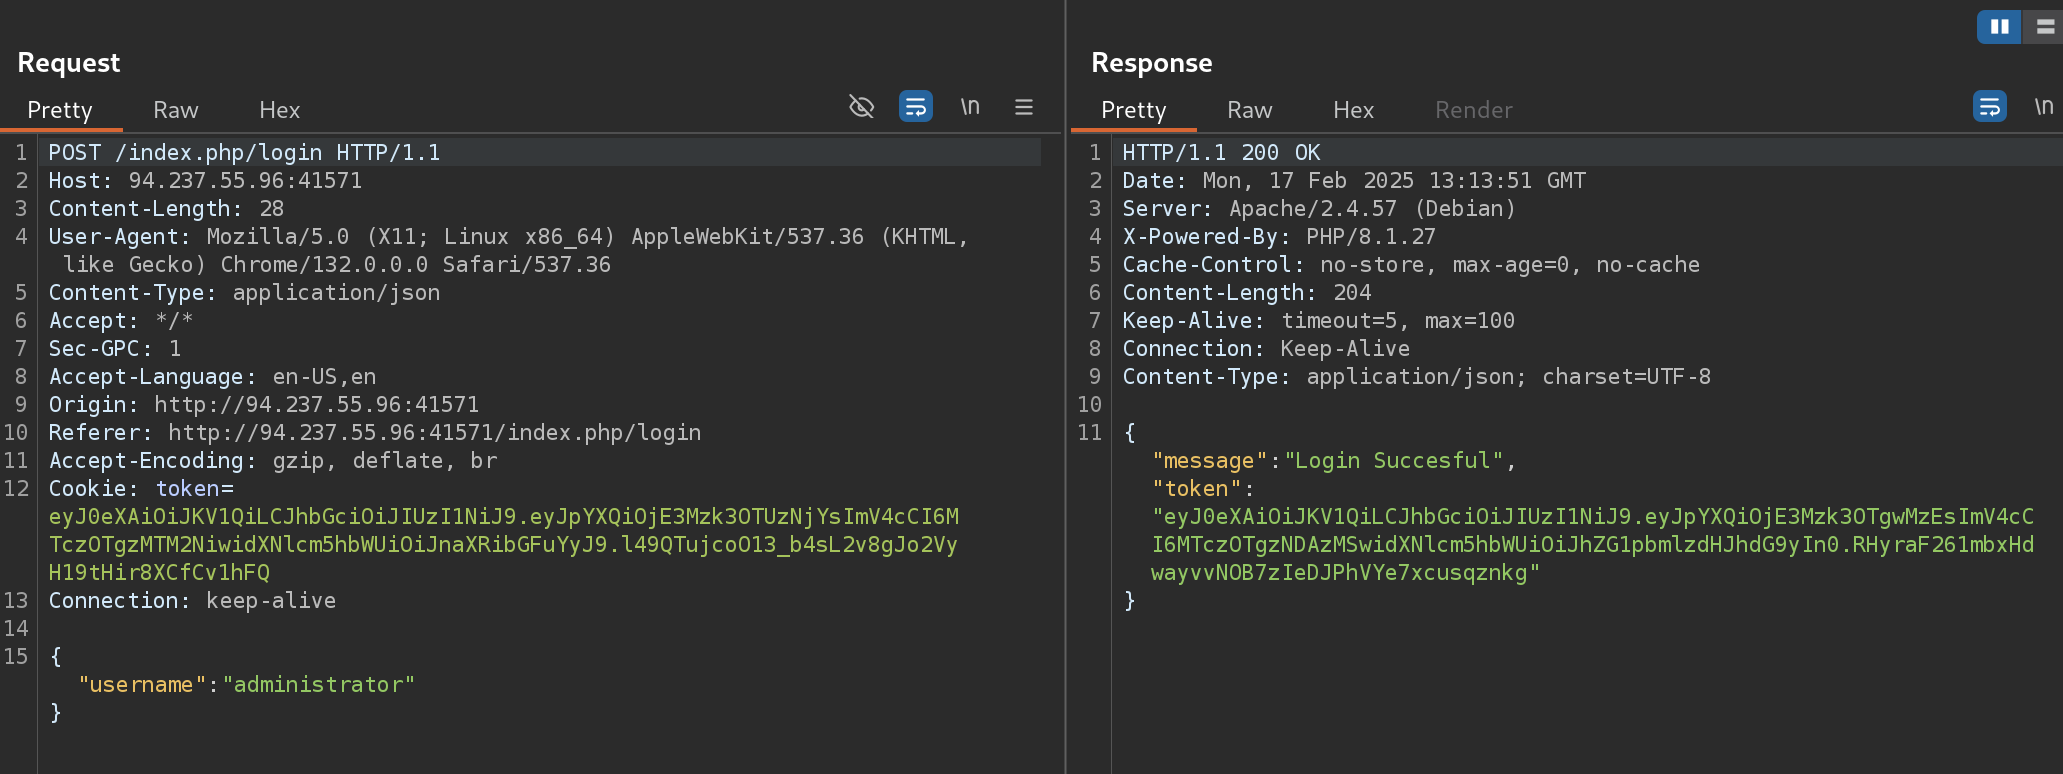 Request
Pretty Raw Hex \n
1 POST /index.php/login HTTP/1.1
2 Host: 94.237.55.96:41571
3 Content-Length: 28
4 User-Agent: Mozilla/5.0 (X11; Linux x86_64) AppleWebKit/537.36 (KHTML,
like Gecko) Chrome/132.0.0.0 Safari/537.36
5 Content-Type: application/json
6 Accept: */*
7 Sec-GPC: 1
8 Accept-Language: en-US,en
9 Origin: http://94.237.55.96:41571
10 Referer: http://94.237.55.96:41571/index.php/login
11 Accept-Encoding: gzip, deflate, br
12 Cookie: token=
eyJ0eXAiOiJKV1QiLCJhbGciOiJIUzI1NiJ9.eyJpYXQiOjE3Mzk3OTUzNjYsImV4cCI6M
TczOTgzMTM2NiwidXNlcm5hbWUiOiJnaXRibGFuYyJ9.l49QTujcoO13_b4sL2v8gJo2Vy
H19tHir8XCfCv1hFQ
13 Connection: keep-alive
14
15 {
"username":"administrator"
}
Response
Pretty Raw Hex Render \n
1 HTTP/1.1 200 OK
2 Date: Mon, 17 Feb 2025 13:13:51 GMT
3 Server: Apache/2.4.57 (Debian)
4 X-Powered-By: PHP/8.1.27
5 Cache-Control: no-store, max-age=0, no-cache
6 Content-Length: 204
7 Keep-Alive: timeout=5, max=100
8 Connection: Keep-Alive
9 Content-Type: application/json; charset=UTF-8
10
11 {
"message":"Login Succesful",
"token":
"eyJ0eXAiOiJKV1QiLCJhbGciOiJIUzI1NiJ9.eyJpYXQiOjE3Mzk3OTgwMzEsImV4cC
I6MTczOTgzNDAzMSwidXNlcm5hbWUiOiJhZG1pbmlzdHJhdG9yIn0.RHyraF261mbxHd
wayvvNOB7zIeDJPhVYe7xcusqznkg"
}